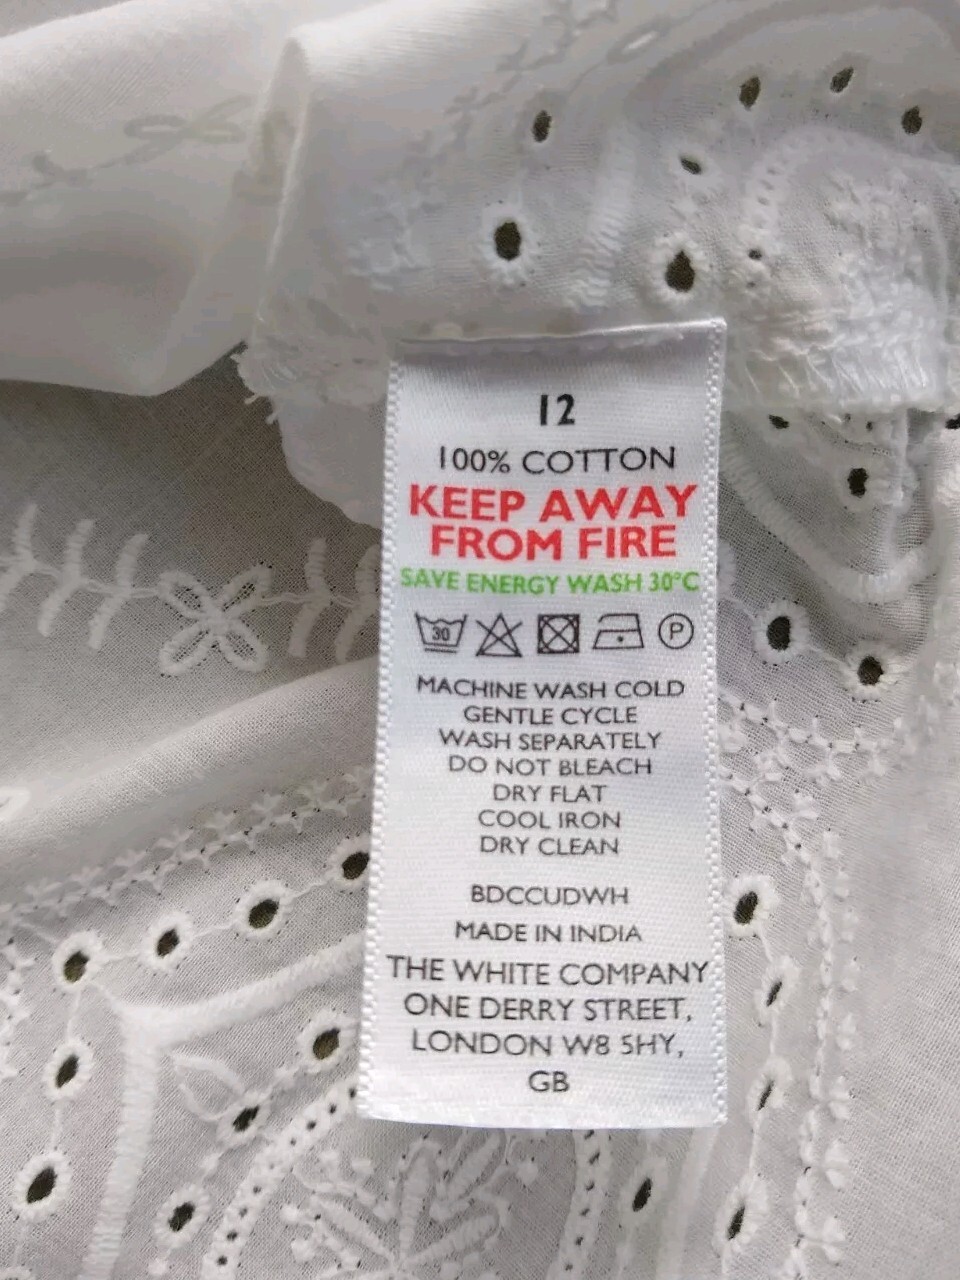 12
100% COTTON
KEEP AWAY
FROM FIRE
SAVE ENERGY WASH 30°C
30 P
MACHINE WASH COLD
GENTLE CYCLE
WASH SEPARATELY
DO NOT BLEACH
DRY FLAT
COOL IRON
DRY CLEAN
BDCCUDWH
MADE IN INDIA
THE WHITE COMPANY
ONE DERRY STREET,
LONDON W8 5HY,
GB